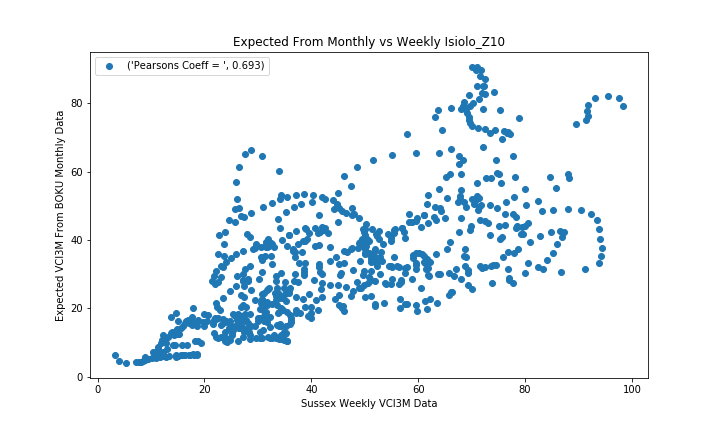 Expected From Monthly vs Weekly Isiolo_Z10
('Pearsons Coeff = ', 0.693)
Expected VCI3M From BOKU Monthly Data
80
60
40
20
0
0 20 40 60 80 100
Sussex Weekly VCI3M Data